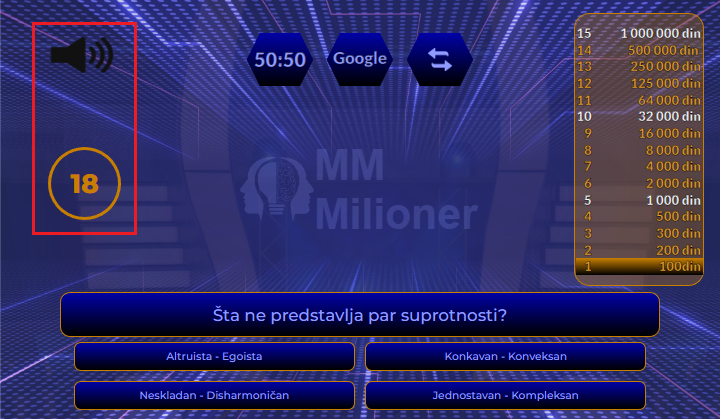 50:50
Google
18
MM
Milioner
15 1 000 000 din
14 500 000 din
13 250 000 din
12 125 000 din
11 64 000 din
10 32 000 din
9 16 000 din
8 8 000 din
7 4 000 din
6 2 000 din
5 1 000 din
4 500 din
3 300 din
2 200 din
1 100din
Šta ne predstavlja par suprotnosti?
Altruista - Egoista
Konkavan - Konveksan
Neskladan - Disharmoničan
Jednostavan - Kompleksan